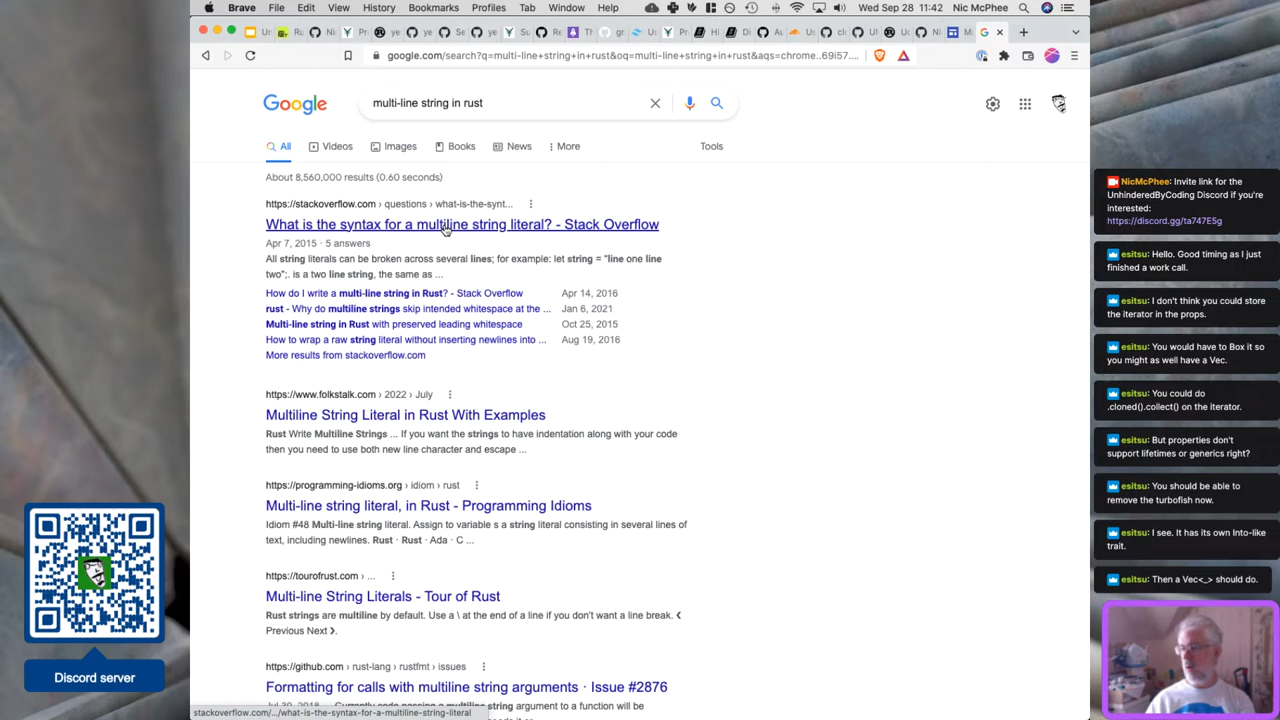 Brave File Edit View History Bookmarks Profiles Tab Window Help Wed Sep 28 11:42 Nic McPhee
google.com/search?q=multi-line+string+in+rust&oq=multi-line+string+in+rust&aqs=chrome..69i57....
Google
multi-line string in rust
All Videos Images Books News More Tools
About 8,560,000 results (0.60 seconds)
https://stackoverflow.com › questions › what-is-the-synt...
What is the syntax for a multiline string literal? - Stack Overflow
Apr 7, 2015 · 5 answers
All string literals can be broken across several lines; for example: let string = "line one line
two";. is a two line string, the same as ...
How do I write a multi-line string in Rust? - Stack Overflow Apr 14, 2016
rust - Why do multiline strings skip intended whitespace at the ... Jan 6, 2021
Multi-line string in Rust with preserved leading whitespace Oct 25, 2015
How to wrap a raw string literal without inserting newlines into ... Aug 19, 2016
More results from stackoverflow.com
https://www.folkstalk.com › 2022 › July
Multiline String Literal in Rust With Examples
Rust Write Multiline Strings ... If you want the strings to have indentation along with your code
then you need to use both new line character and escape ...
https://programming-idioms.org › idiom › rust
Multi-line string literal, in Rust - Programming Idioms
Idiom #48 Multi-line string literal. Assign to variable s a string literal consisting in several lines of
text, including newlines. Rust · Rust · Ada · C ...
https://tourofrust.com › ...
Multi-line String Literals - Tour of Rust
Rust strings are multiline by default. Use a \ at the end of a line if you don't want a line break. ❮
Previous Next ❯.
https://github.com › rust-lang › rustfmt › issues
Formatting for calls with multiline string arguments · Issue #2876
stackoverflow.com/.../what-is-the-syntax-for-a-multiline-string-literal
NicMcPhee: Invite link for the
UnhinderedByCoding Discord if you're
interested:
https://discord.gg/ta747E5g
esitsu: Hello. Good timing as I just
finished a work call.
esitsu: I don't think you could store
the iterator in the props.
esitsu: You would have to Box it so
you might as well have a Vec.
esitsu: You could do
.cloned().collect() on the iterator.
esitsu: But properties don't
support lifetimes or generics right?
esitsu: You should be able to
remove the turbofish now.
esitsu: I see. It has its own Into-like
trait.
esitsu: Then a Vec<_> should do.
Discord server